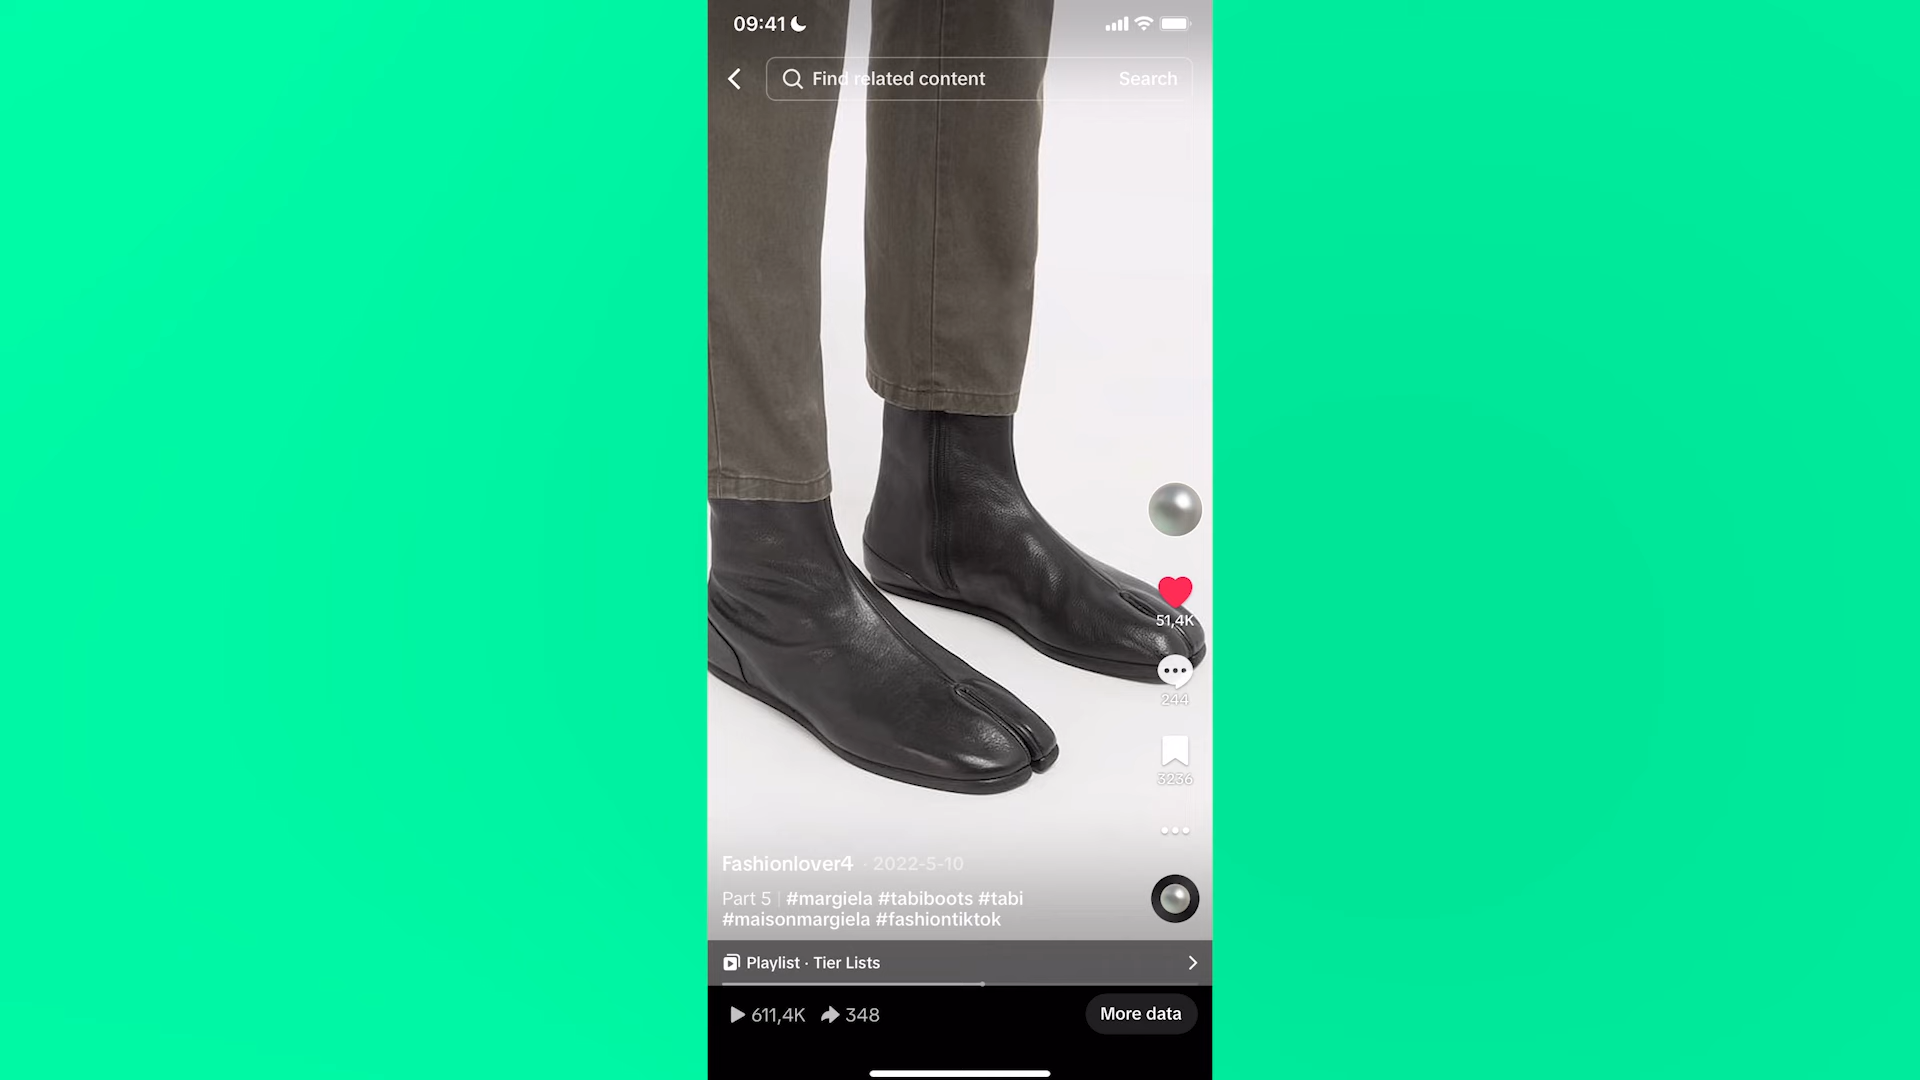 09:41
Find related content Search
51,4K
244
3236
Fashionlover4 · 2022-5-10
Part 5 | #margiela #tabiboots #tabi
#maisonmargiela #fashiontiktok
Playlist · Tier Lists
611,4K 348 More data